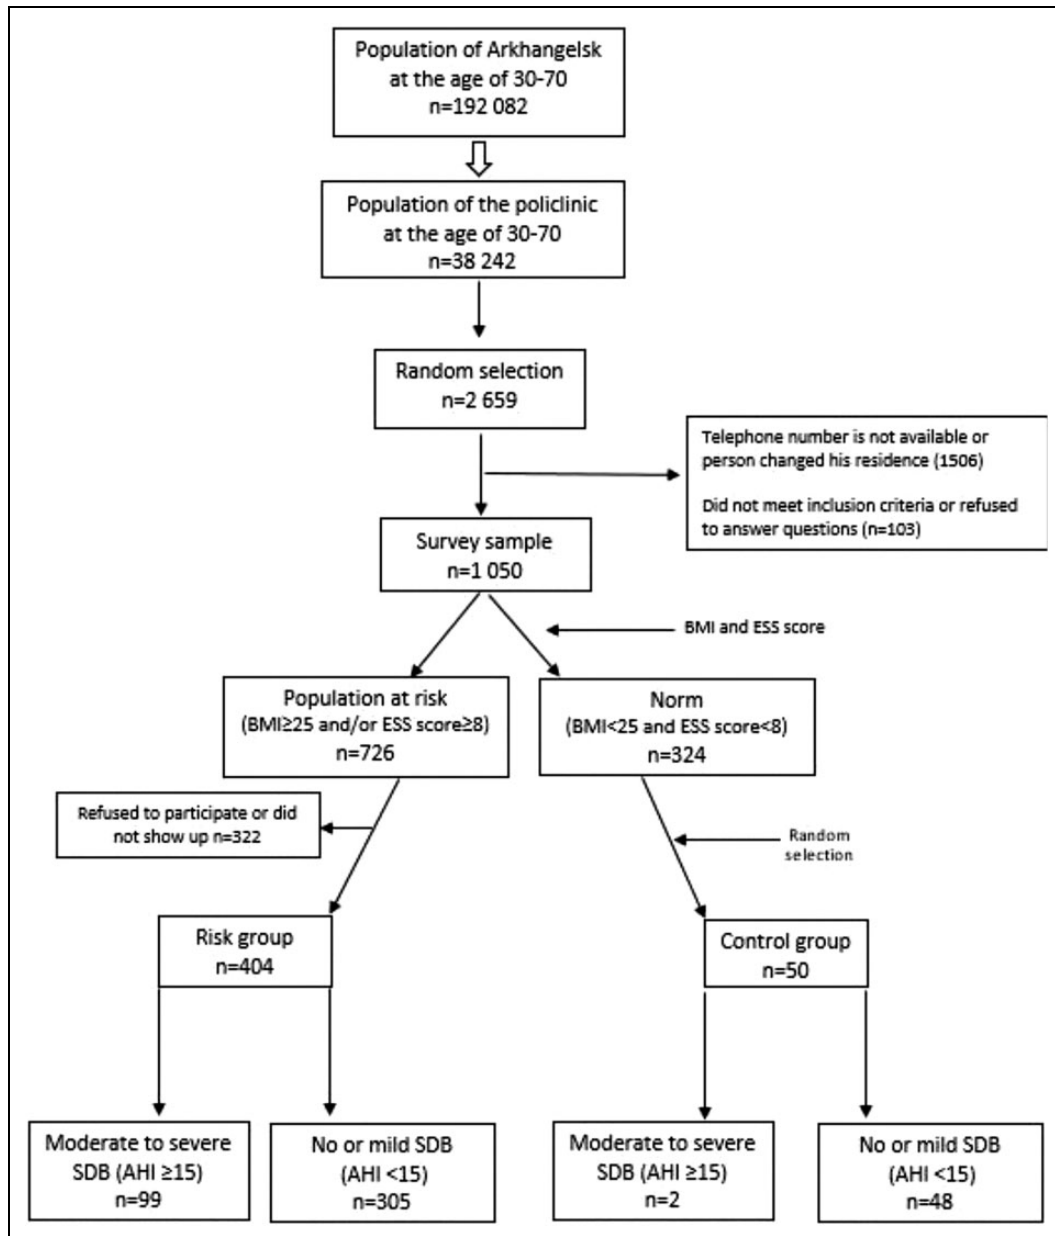 Population of Arkhangelsk
at the age of 30-70
n=192 082
Population of the policlinic
at the age of 30-70
n=38 242
Random selection
n=2 659
Telephone number is not available or
person changed his residence (1506)
Did not meet inclusion criteria or refused
to answer questions (n=103)
Survey sample
n=1 050
BMI and ESS score
Population at risk
(BMI≥25 and/or ESS score≥8)
n=726
Norm
(BMI<25 and ESS score<8)
n=324
Refused to participate or did
not show up n=322
Random
selection
Risk group
n=404
Control group
n=50
Moderate to severe
SDB (AHI ≥15)
n=99
No or mild SDB
(AHI <15)
n=305
Moderate to severe
SDB (AHI ≥15)
n=2
No or mild SDB
(AHI <15)
n=48